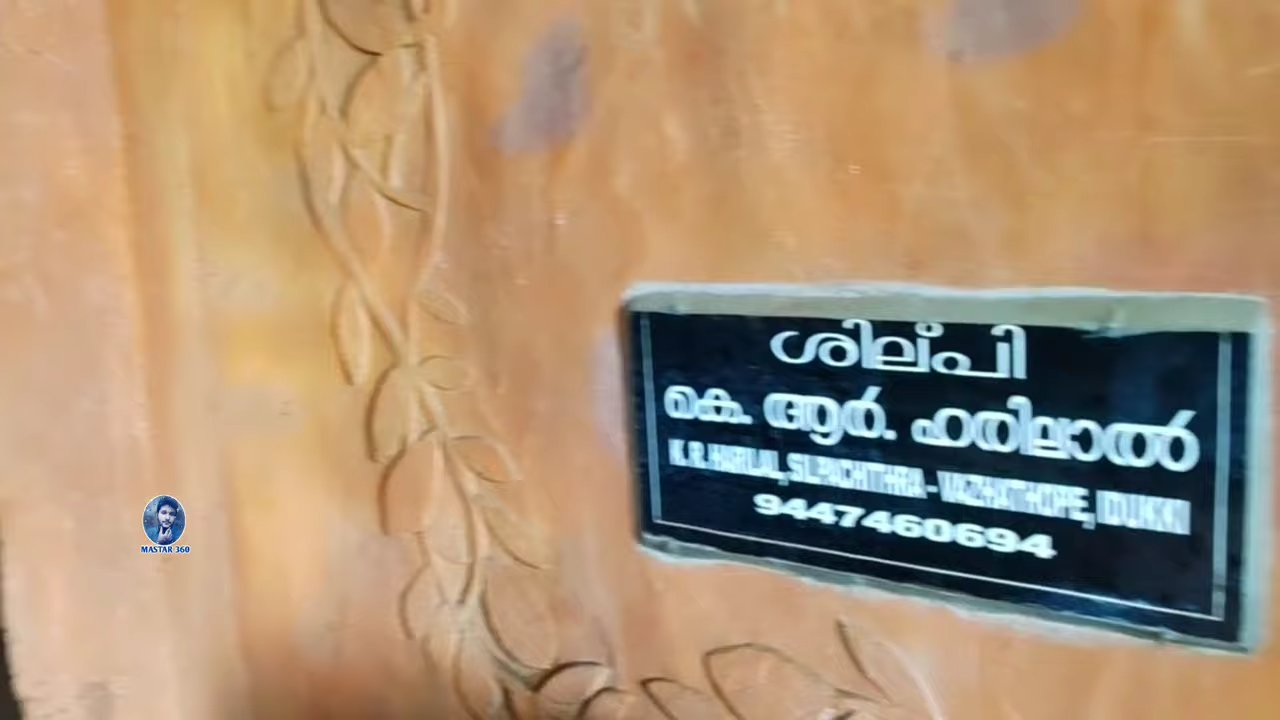 ശില്പി
കെ. ആർ. ഹരിലാൽ
K. R. HARILAL, SILPACHITHRA - VAZHATHOPE, IDUKKI
9447460694
MASTAR 360